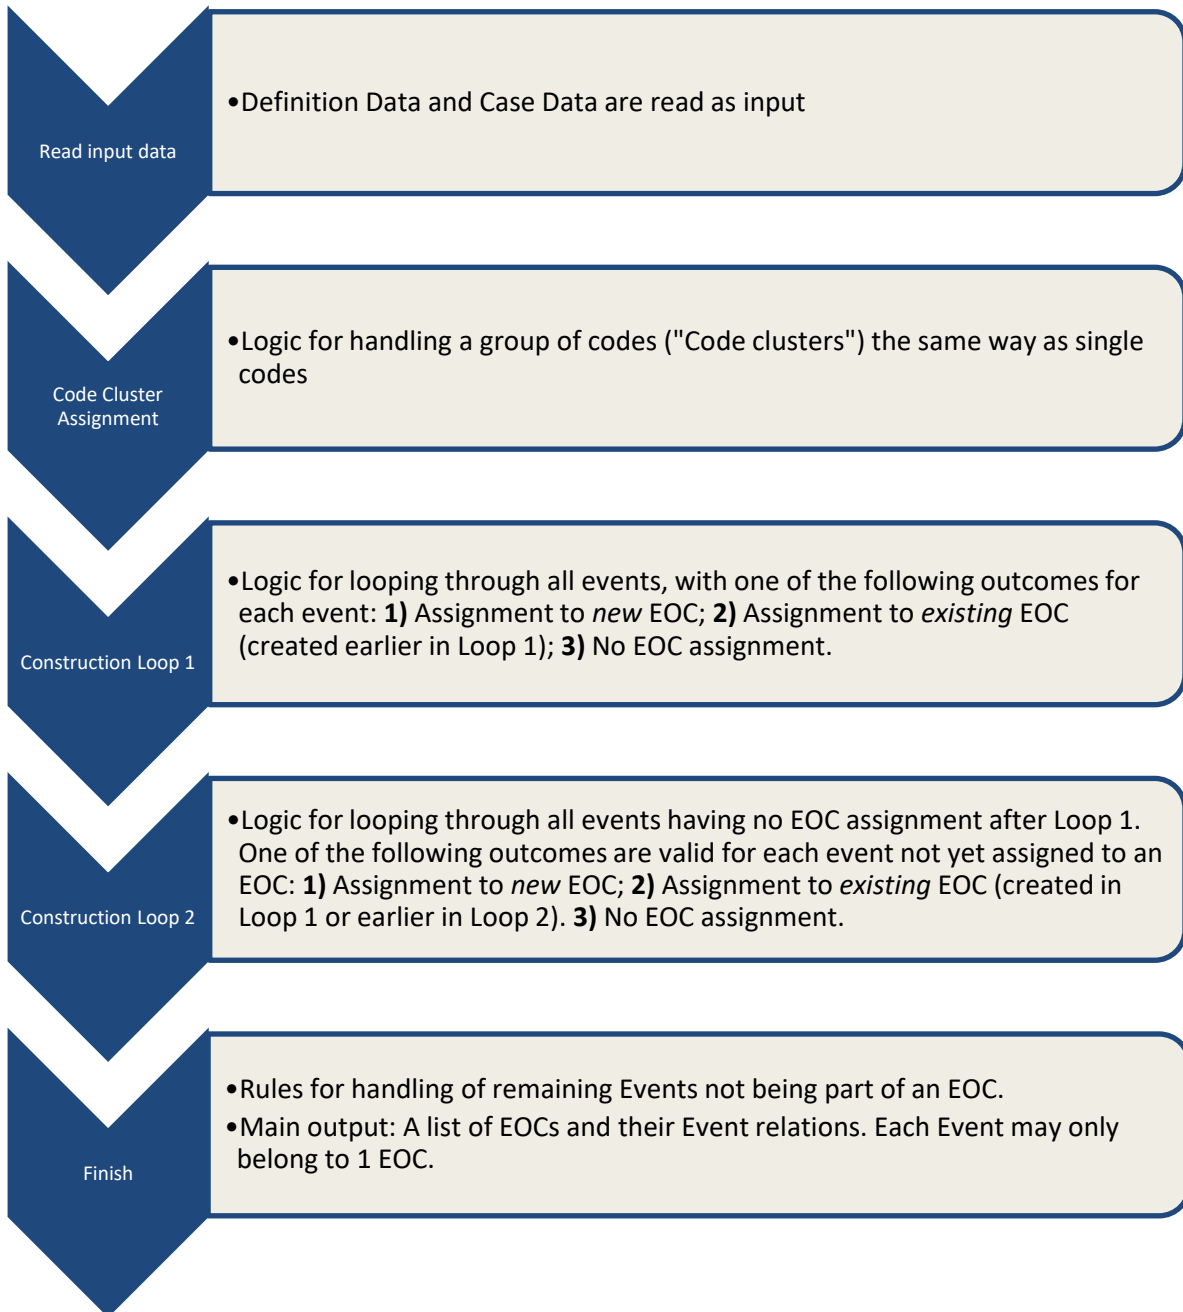 Read input data
•Definition Data and Case Data are read as input
Code Cluster
Assignment
•Logic for handling a group of codes ("Code clusters") the same way as single
codes
Construction Loop 1
•Logic for looping through all events, with one of the following outcomes for
each event: 1) Assignment to new EOC; 2) Assignment to existing EOC
(created earlier in Loop 1); 3) No EOC assignment.
Construction Loop 2
•Logic for looping through all events having no EOC assignment after Loop 1.
One of the following outcomes are valid for each event not yet assigned to an
EOC: 1) Assignment to new EOC; 2) Assignment to existing EOC (created in
Loop 1 or earlier in Loop 2). 3) No EOC assignment.
Finish
•Rules for handling of remaining Events not being part of an EOC.
•Main output: A list of EOCs and their Event relations. Each Event may only
belong to 1 EOC.